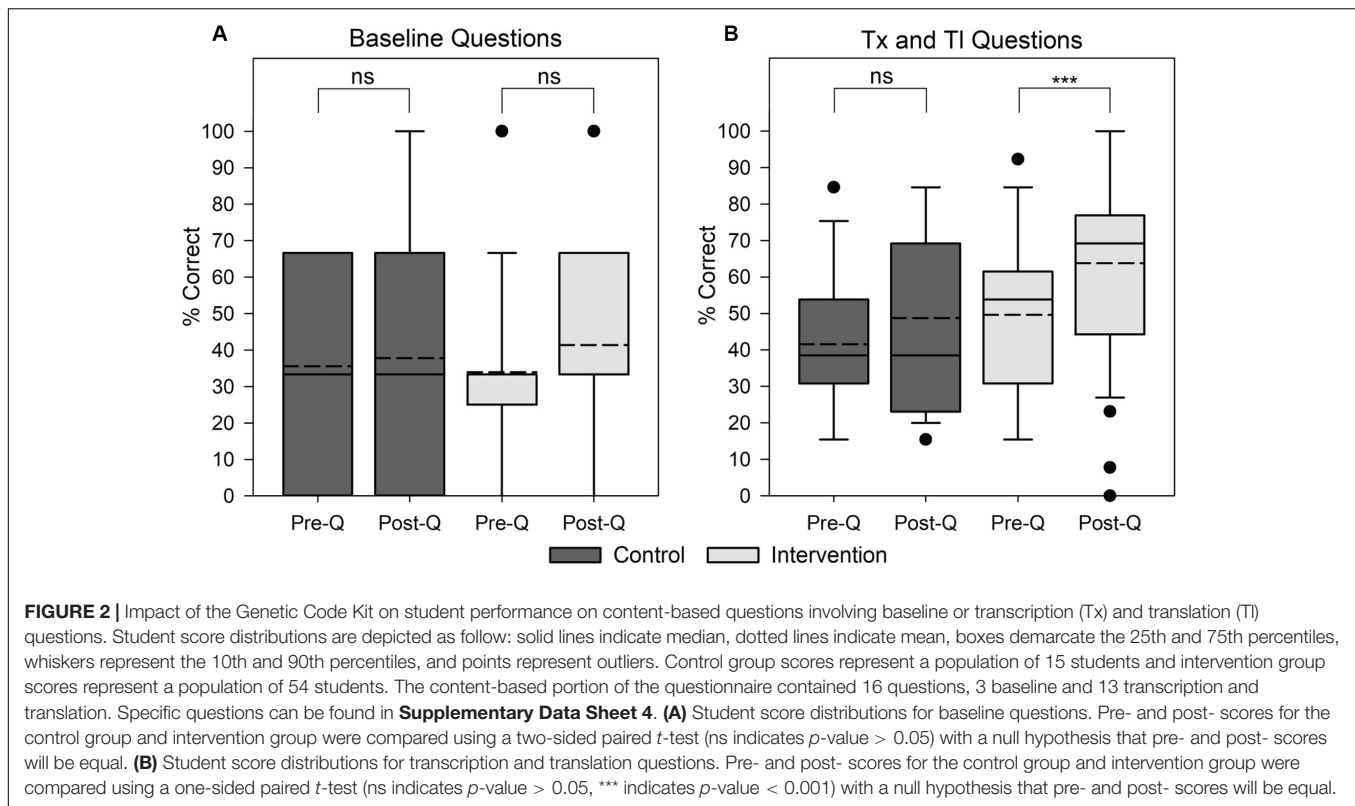 A
Baseline Questions
ns
ns
% Correct
100
90
80
70
60
50
40
30
20
10
0
Pre-Q
Post-Q
Pre-Q
Post-Q
B
Tx and Tl Questions
ns
***
% Correct
100
90
80
70
60
50
40
30
20
10
0
Pre-Q
Post-Q
Pre-Q
Post-Q
Control
Intervention
FIGURE 2 | Impact of the Genetic Code Kit on student performance on content-based questions involving baseline or transcription (Tx) and translation (Tl)
questions. Student score distributions are depicted as follow: solid lines indicate median, dotted lines indicate mean, boxes demarcate the 25th and 75th percentiles,
whiskers represent the 10th and 90th percentiles, and points represent outliers. Control group scores represent a population of 15 students and intervention group
scores represent a population of 54 students. The content-based portion of the questionnaire contained 16 questions, 3 baseline and 13 transcription and
translation. Specific questions can be found in Supplementary Data Sheet 4. (A) Student score distributions for baseline questions. Pre- and post- scores for the
control group and intervention group were compared using a two-sided paired t-test (ns indicates p-value > 0.05) with a null hypothesis that pre- and post- scores
will be equal. (B) Student score distributions for transcription and translation questions. Pre- and post- scores for the control group and intervention group were
compared using a one-sided paired t-test (ns indicates p-value > 0.05, *** indicates p-value < 0.001) with a null hypothesis that pre- and post- scores will be equal.